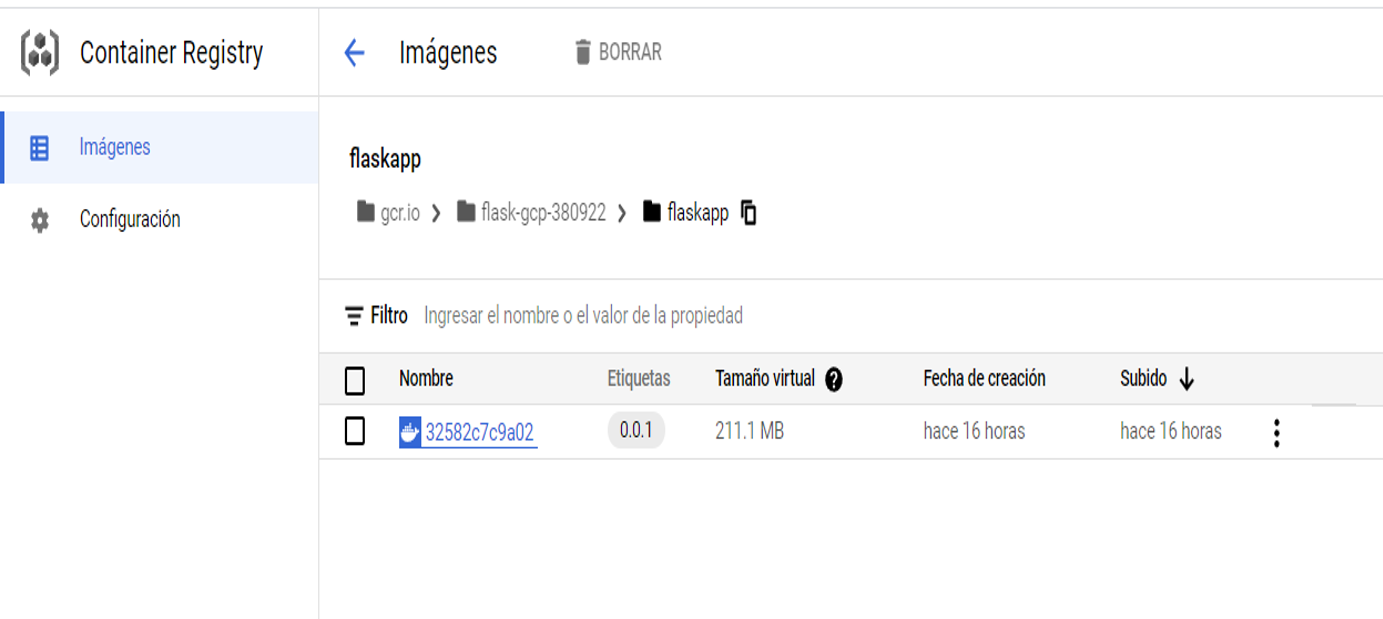 Container Registry
Imágenes
BORRAR
Imágenes
Configuración
flaskapp
gcr.io > flask-gcp-380922 > flaskapp
Filtro Ingresar el nombre o el valor de la propiedad
Nombre Etiquetas Tamaño virtual ? Fecha de creación Subido
32582c7c9a02 0.0.1 211.1 MB hace 16 horas hace 16 horas